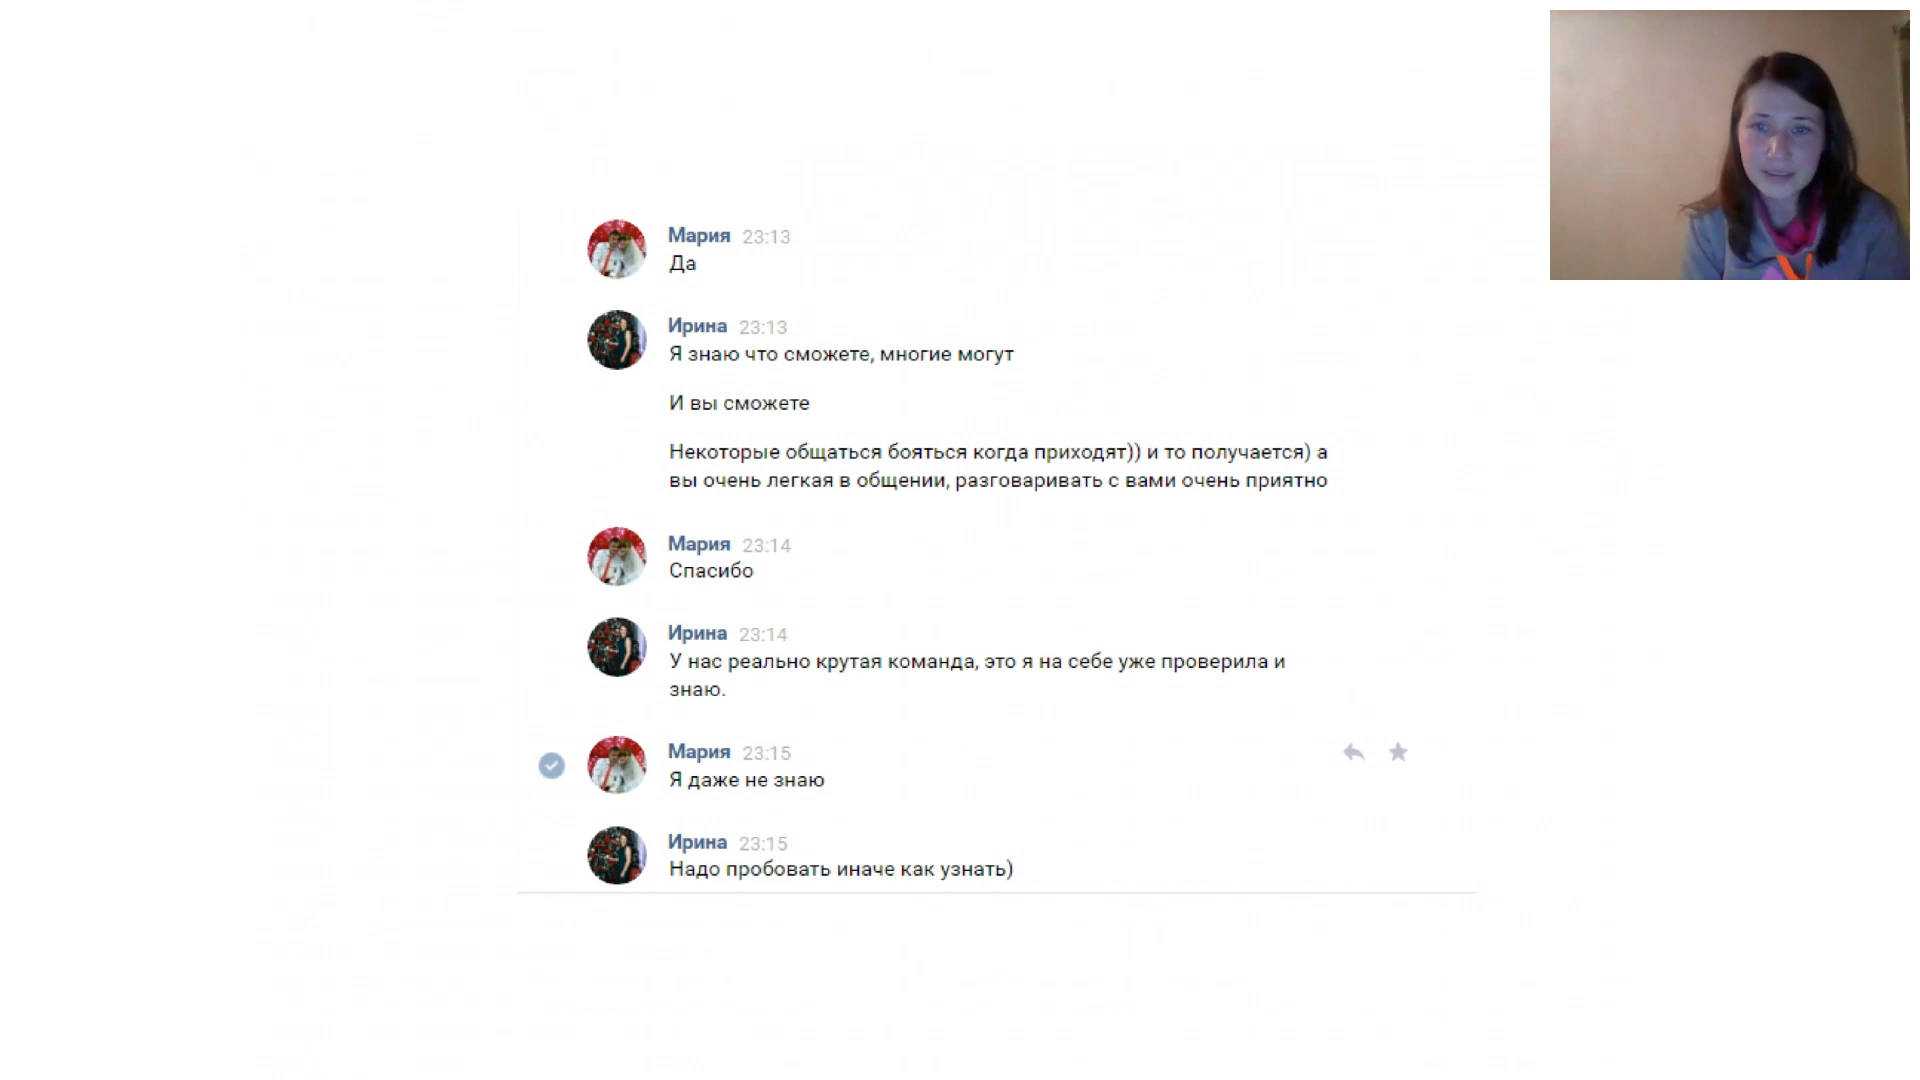 Мария 23:13
Да
Ирина 23:13
Я знаю что сможете, многие могут
И вы сможете
Некоторые общаться бояться когда приходят)) и то получается) а
вы очень легкая в общении, разговаривать с вами очень приятно
Мария 23:14
Спасибо
Ирина 23:14
У нас реально крутая команда, это я на себе уже проверила и
знаю.
Мария 23:15
Я даже не знаю
Ирина 23:15
Надо пробовать иначе как узнать)